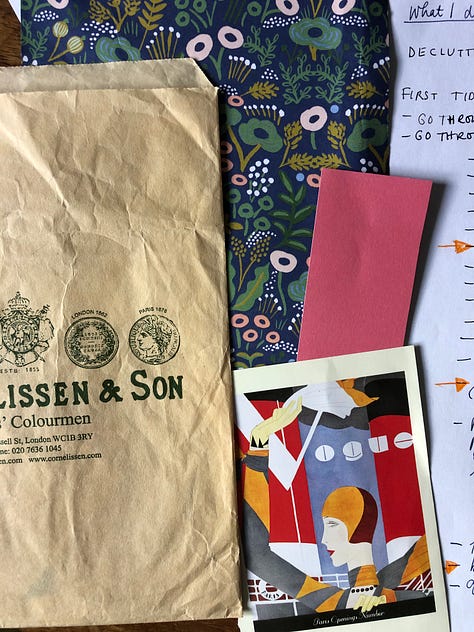 What I d
DECLUTT
FIRST TID
- GO THRO
- GO THRO
LONDON 1862
PARIS 1878
ESTD. 1855
LISSEN & SON
s' Colourmen
ssell St, London WC1B 3RY
ne: 020 7636 1045
en.com www.cornelissen.com
Paris Openings Number